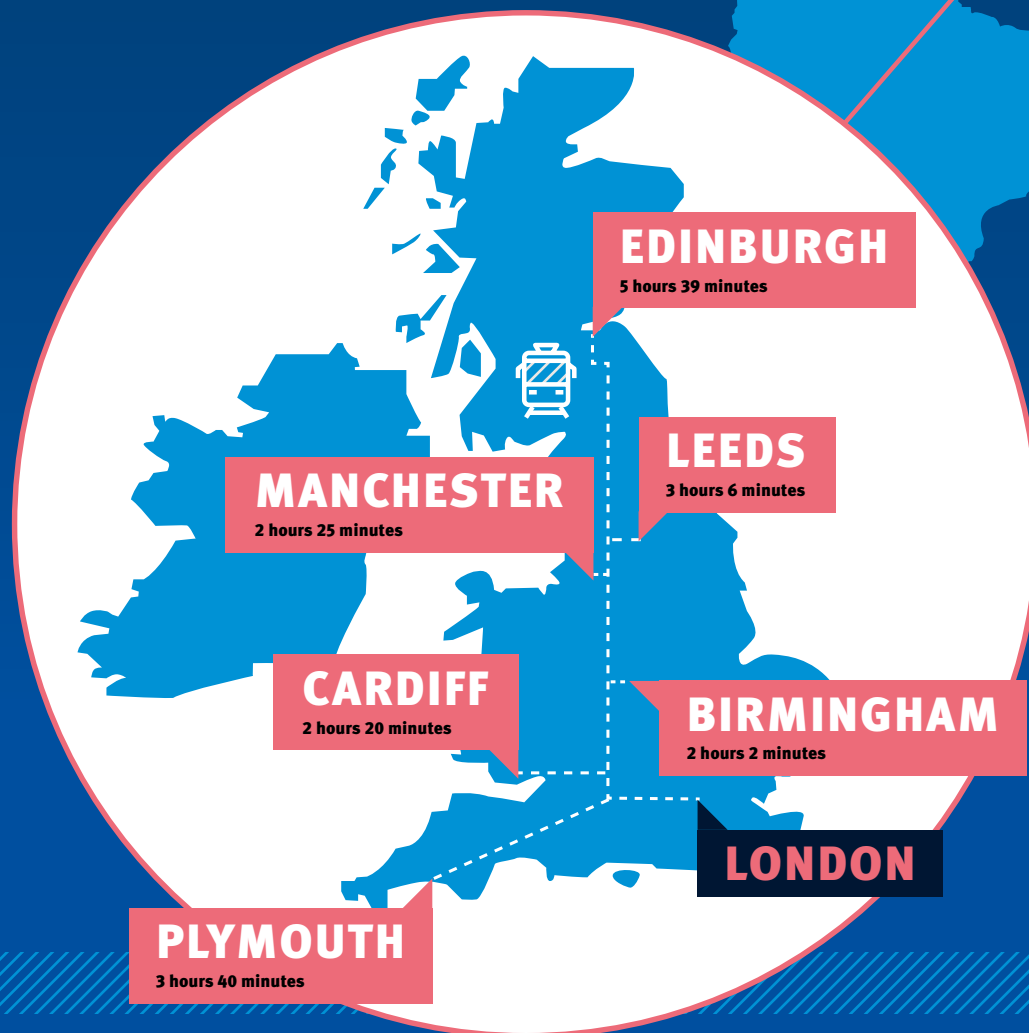 EDINBURGH
5 hours 39 minutes
LEEDS
3 hours 6 minutes
MANCHESTER
2 hours 25 minutes
CARDIFF
2 hours 20 minutes
BIRMINGHAM
2 hours 2 minutes
LONDON
PLYMOUTH
3 hours 40 minutes